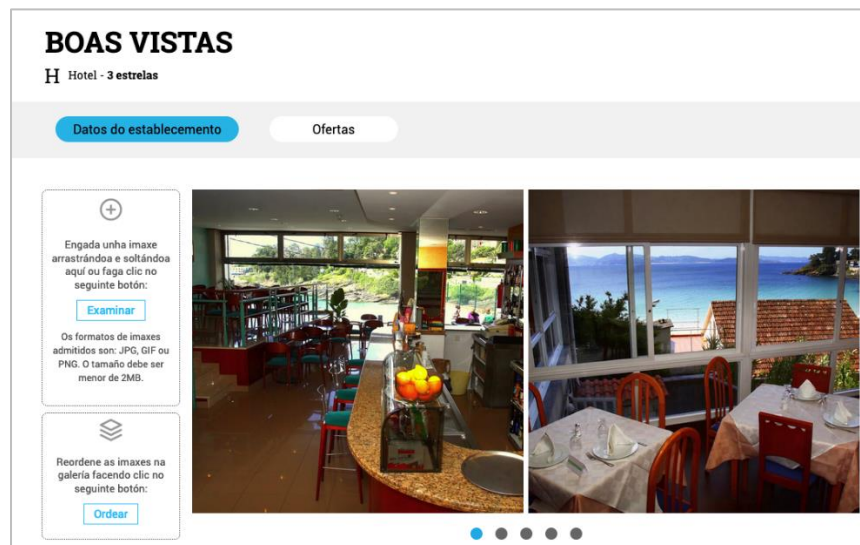 BOAS VISTAS
H Hotel - 3 estrelas
Datos do establecemento
Ofertas
Engada unha imaxe
arrastrándoa e soltándoa
aquí ou faga clic no
seguinte botón:
Examinar
Os formatos de imaxes
admitidos son: JPG, GIF ou
PNG. O tamaño debe ser
menor de 2MB.
Reordene as imaxes na
galería facendo clic no
seguinte botón:
Ordear